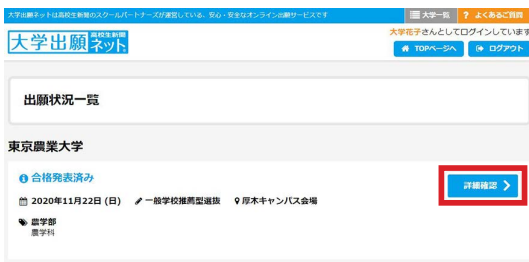 大学出願ネットは高校生新聞のスクールパートナーズが運営している、安心・安全なオンライン出願サービスです
大学一覧 ? よくあるご質問
大学出願 高校生新聞 ネット
大学花子さんとしてログインしています
TOPページへ ログアウト
出願状況一覧
東京農業大学
合格発表済み
2020年11月22日 (日) 一般学校推薦型選抜 厚木キャンパス会場
詳細確認
農学部
農学科